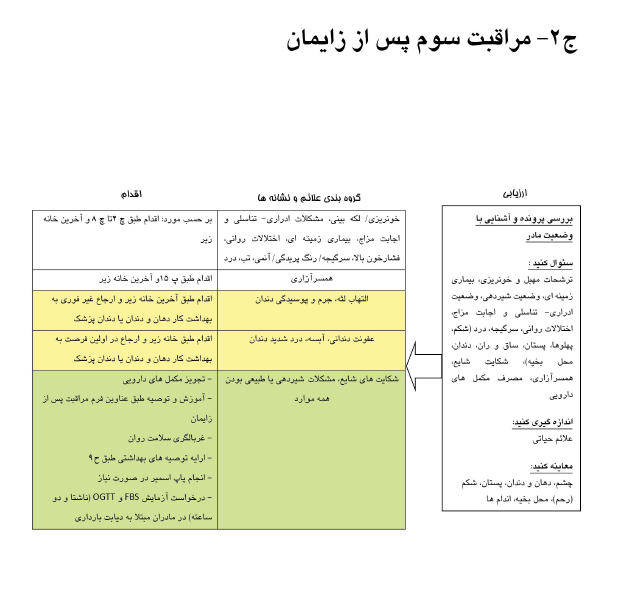 ج۲- مراقبت سوم پس از زایمان
ارزیابی
بررسی پرونده و آشنایی با
وضعیت مادر
سئوال کنید :
ترشحات مهبل و خونریزی، بیماری
زمینه ای، وضعیت شیردهی، وضعیت
ادراری- تناسلی و اجابت مزاج،
اختلالات روانی، سرگیجه، درد (شکم،
پهلوها، پستان، ساق و ران، دندان،
محل بخیه)، شکایت شایع،
همسرآزاری، مصرف مکمل های
دارویی
اندازه گیری کنید:
علائم حیاتی
معاینه کنید:
چشم، دهان و دندان، پستان، شکم
(رحم)، محل بخیه، اندام ها
گروه بندی علائم و نشانه ها
اقدام
خونریزی/ لکه بینی، مشکلات ادراری- تناسلی و
اجابت مزاج، بیماری زمینه ای، اختلالات روانی،
فشارخون بالا، سرگیجه/ رنگ پریدگی/ آنمی، تب، درد
بر حسب مورد: اقدام طبق چ ۲تا چ ۸ و آخرین خانه
زیر
همسرآزاری
اقدام طبق پ ۱۵و آخرین خانه زیر
التهاب لثه، جرم و پوسیدگی دندان
اقدام طبق آخرین خانه زیر و ارجاع غیر فوری به
بهداشت کار دهان و دندان یا دندان پزشک
عفونت دندانی، آبسه، درد شدید دندان
اقدام طبق خانه زیر و ارجاع در اولین فرصت به
بهداشت کار دهان و دندان یا دندان پزشک
شکایت های شایع، مشکلات شیردهی یا طبیعی بودن
همه موارد
- تجویز مکمل های دارویی
- آموزش و توصیه طبق عناوین فرم مراقبت پس از
زایمان
- غربالگری سلامت روان
- ارایه توصیه های بهداشتی طبق ح۹
- انجام پاپ اسمیر در صورت نیاز
- درخواست آزمایش FBS و OGTT (ناشتا و دو
ساعته) در مادران مبتلا به دیابت بارداری